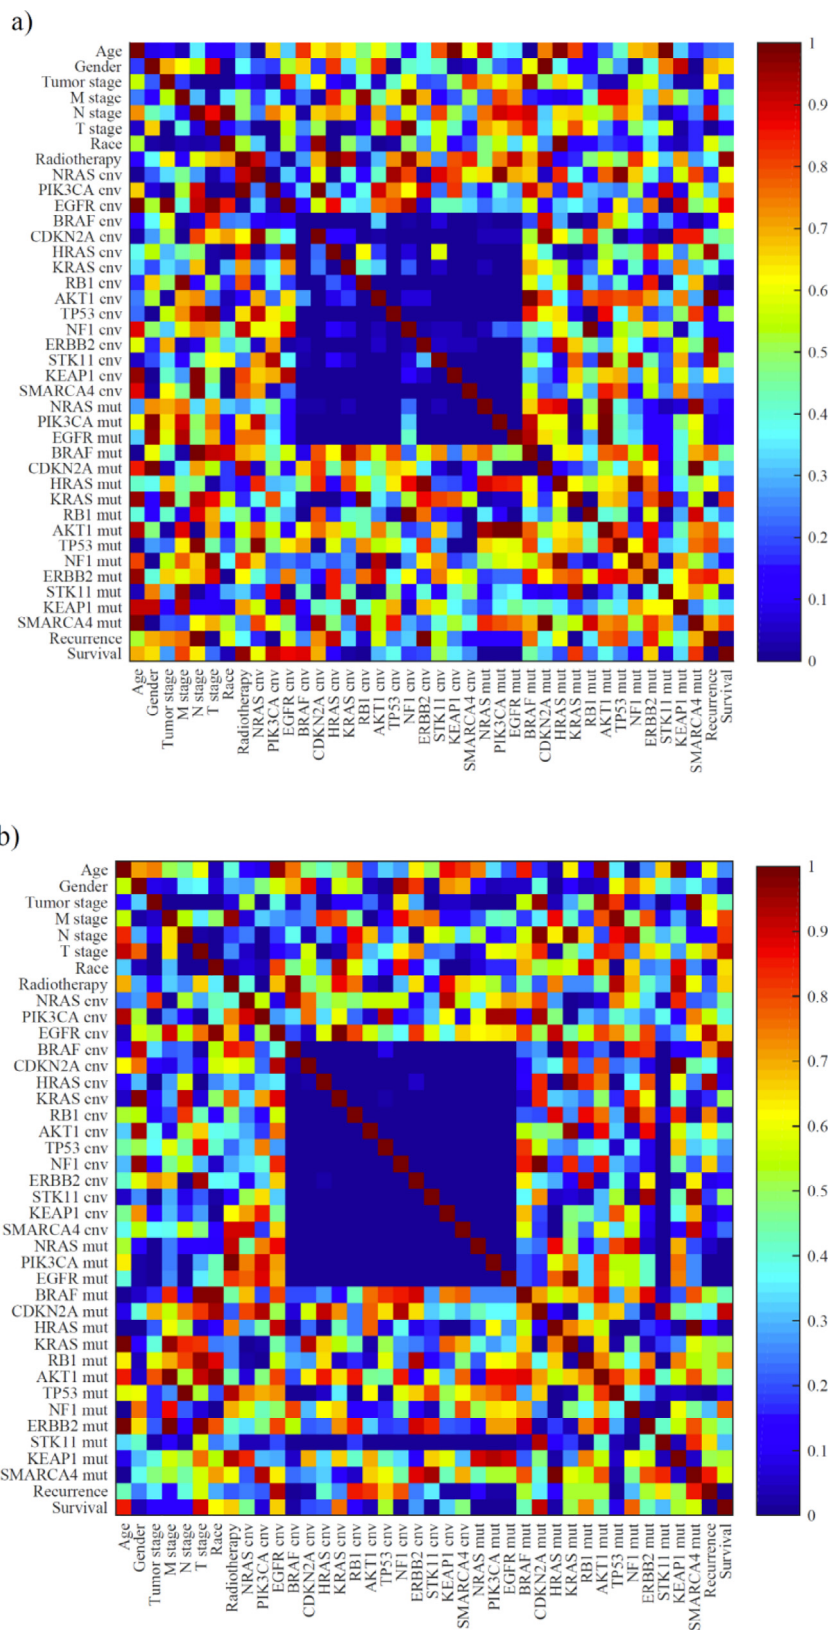 a)
Age
Gender
Tumor stage
M stage
N stage
T stage
Race
Radiotherapy
NRAS cnv
PIK3CA cnv
EGFR cnv
BRAF cnv
CDKN2A cnv
HRAS cnv
KRAS cnv
RB1 cnv
AKT1 cnv
TP53 cnv
NF1 cnv
ERBB2 cnv
STK11 cnv
KEAP1 cnv
SMARCA4 cnv
NRAS mut
PIK3CA mut
EGFR mut
BRAF mut
CDKN2A mut
HRAS mut
KRAS mut
RB1 mut
AKT1 mut
TP53 mut
NF1 mut
ERBB2 mut
STK11 mut
KEAP1 mut
SMARCA4 mut
Recurrence
Survival
Age
Gender
Tumor stage
M stage
N stage
T stage
Race
Radiotherapy
NRAS cnv
PIK3CA cnv
EGFR cnv
BRAF cnv
CDKN2A cnv
HRAS cnv
KRAS cnv
RB1 cnv
AKT1 cnv
TP53 cnv
NF1 cnv
ERBB2 cnv
STK11 cnv
KEAP1 cnv
SMARCA4 cnv
NRAS mut
PIK3CA mut
EGFR mut
BRAF mut
CDKN2A mut
HRAS mut
KRAS mut
RB1 mut
AKT1 mut
TP53 mut
NF1 mut
ERBB2 mut
STK11 mut
KEAP1 mut
SMARCA4 mut
Recurrence
Survival
1
0.9
0.8
0.7
0.6
0.5
0.4
0.3
0.2
0.1
0
b)
Age
Gender
Tumor stage
M stage
N stage
T stage
Race
Radiotherapy
NRAS cnv
PIK3CA cnv
EGFR cnv
BRAF cnv
CDKN2A cnv
HRAS cnv
KRAS cnv
RB1 cnv
AKT1 cnv
TP53 cnv
NF1 cnv
ERBB2 cnv
STK11 cnv
KEAP1 cnv
SMARCA4 cnv
NRAS mut
PIK3CA mut
EGFR mut
BRAF mut
CDKN2A mut
HRAS mut
KRAS mut
RB1 mut
AKT1 mut
TP53 mut
NF1 mut
ERBB2 mut
STK11 mut
KEAP1 mut
SMARCA4 mut
Recurrence
Survival
Age
Gender
Tumor stage
M stage
N stage
T stage
Race
Radiotherapy
NRAS cnv
PIK3CA cnv
EGFR cnv
BRAF cnv
CDKN2A cnv
HRAS cnv
KRAS cnv
RB1 cnv
AKT1 cnv
TP53 cnv
NF1 cnv
ERBB2 cnv
STK11 cnv
KEAP1 cnv
SMARCA4 cnv
NRAS mut
PIK3CA mut
EGFR mut
BRAF mut
CDKN2A mut
HRAS mut
KRAS mut
RB1 mut
AKT1 mut
TP53 mut
NF1 mut
ERBB2 mut
STK11 mut
KEAP1 mut
SMARCA4 mut
Recurrence
Survival
1
0.9
0.8
0.7
0.6
0.5
0.4
0.3
0.2
0.1
0